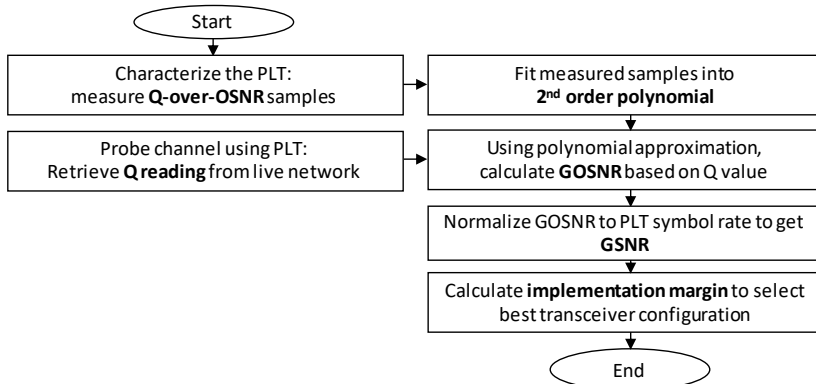 Start
Characterize the PLT:
measure Q-over-OSNR samples
Fit measured samples into
2nd order polynomial
Probe channel using PLT:
Retrieve Q reading from live network
Using polynomial approximation,
calculate GOSNR based on Q value
Normalize GOSNR to PLT symbol rate to get
GSNR
Calculate implementation margin to select
best transceiver configuration
End